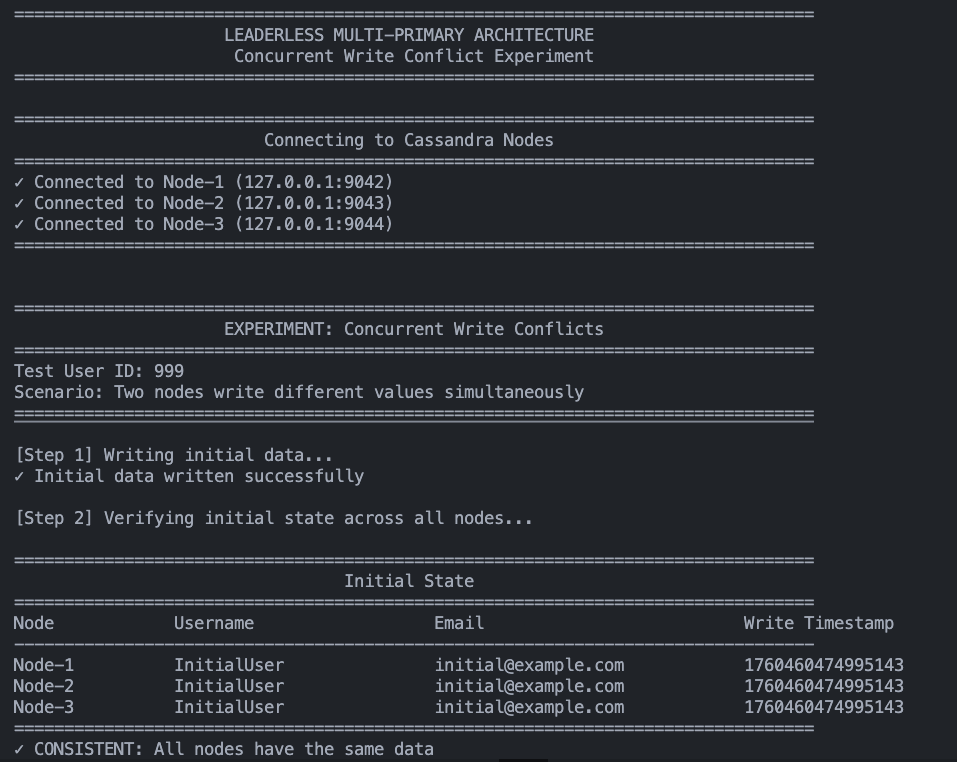 ================================================================================
LEADERLESS MULTI-PRIMARY ARCHITECTURE
Concurrent Write Conflict Experiment
================================================================================
================================================================================
Connecting to Cassandra Nodes
================================================================================
✓ Connected to Node-1 (127.0.0.1:9042)
✓ Connected to Node-2 (127.0.0.1:9043)
✓ Connected to Node-3 (127.0.0.1:9044)
================================================================================
================================================================================
EXPERIMENT: Concurrent Write Conflicts
================================================================================
Test User ID: 999
Scenario: Two nodes write different values simultaneously
================================================================================
[Step 1] Writing initial data...
✓ Initial data written successfully
[Step 2] Verifying initial state across all nodes...
================================================================================
Initial State
================================================================================
Node Username Email Write Timestamp
--------------------------------------------------------------------------------
Node-1 InitialUser initial@example.com 1760460474995143
Node-2 InitialUser initial@example.com 1760460474995143
Node-3 InitialUser initial@example.com 1760460474995143
================================================================================
✓ CONSISTENT: All nodes have the same data